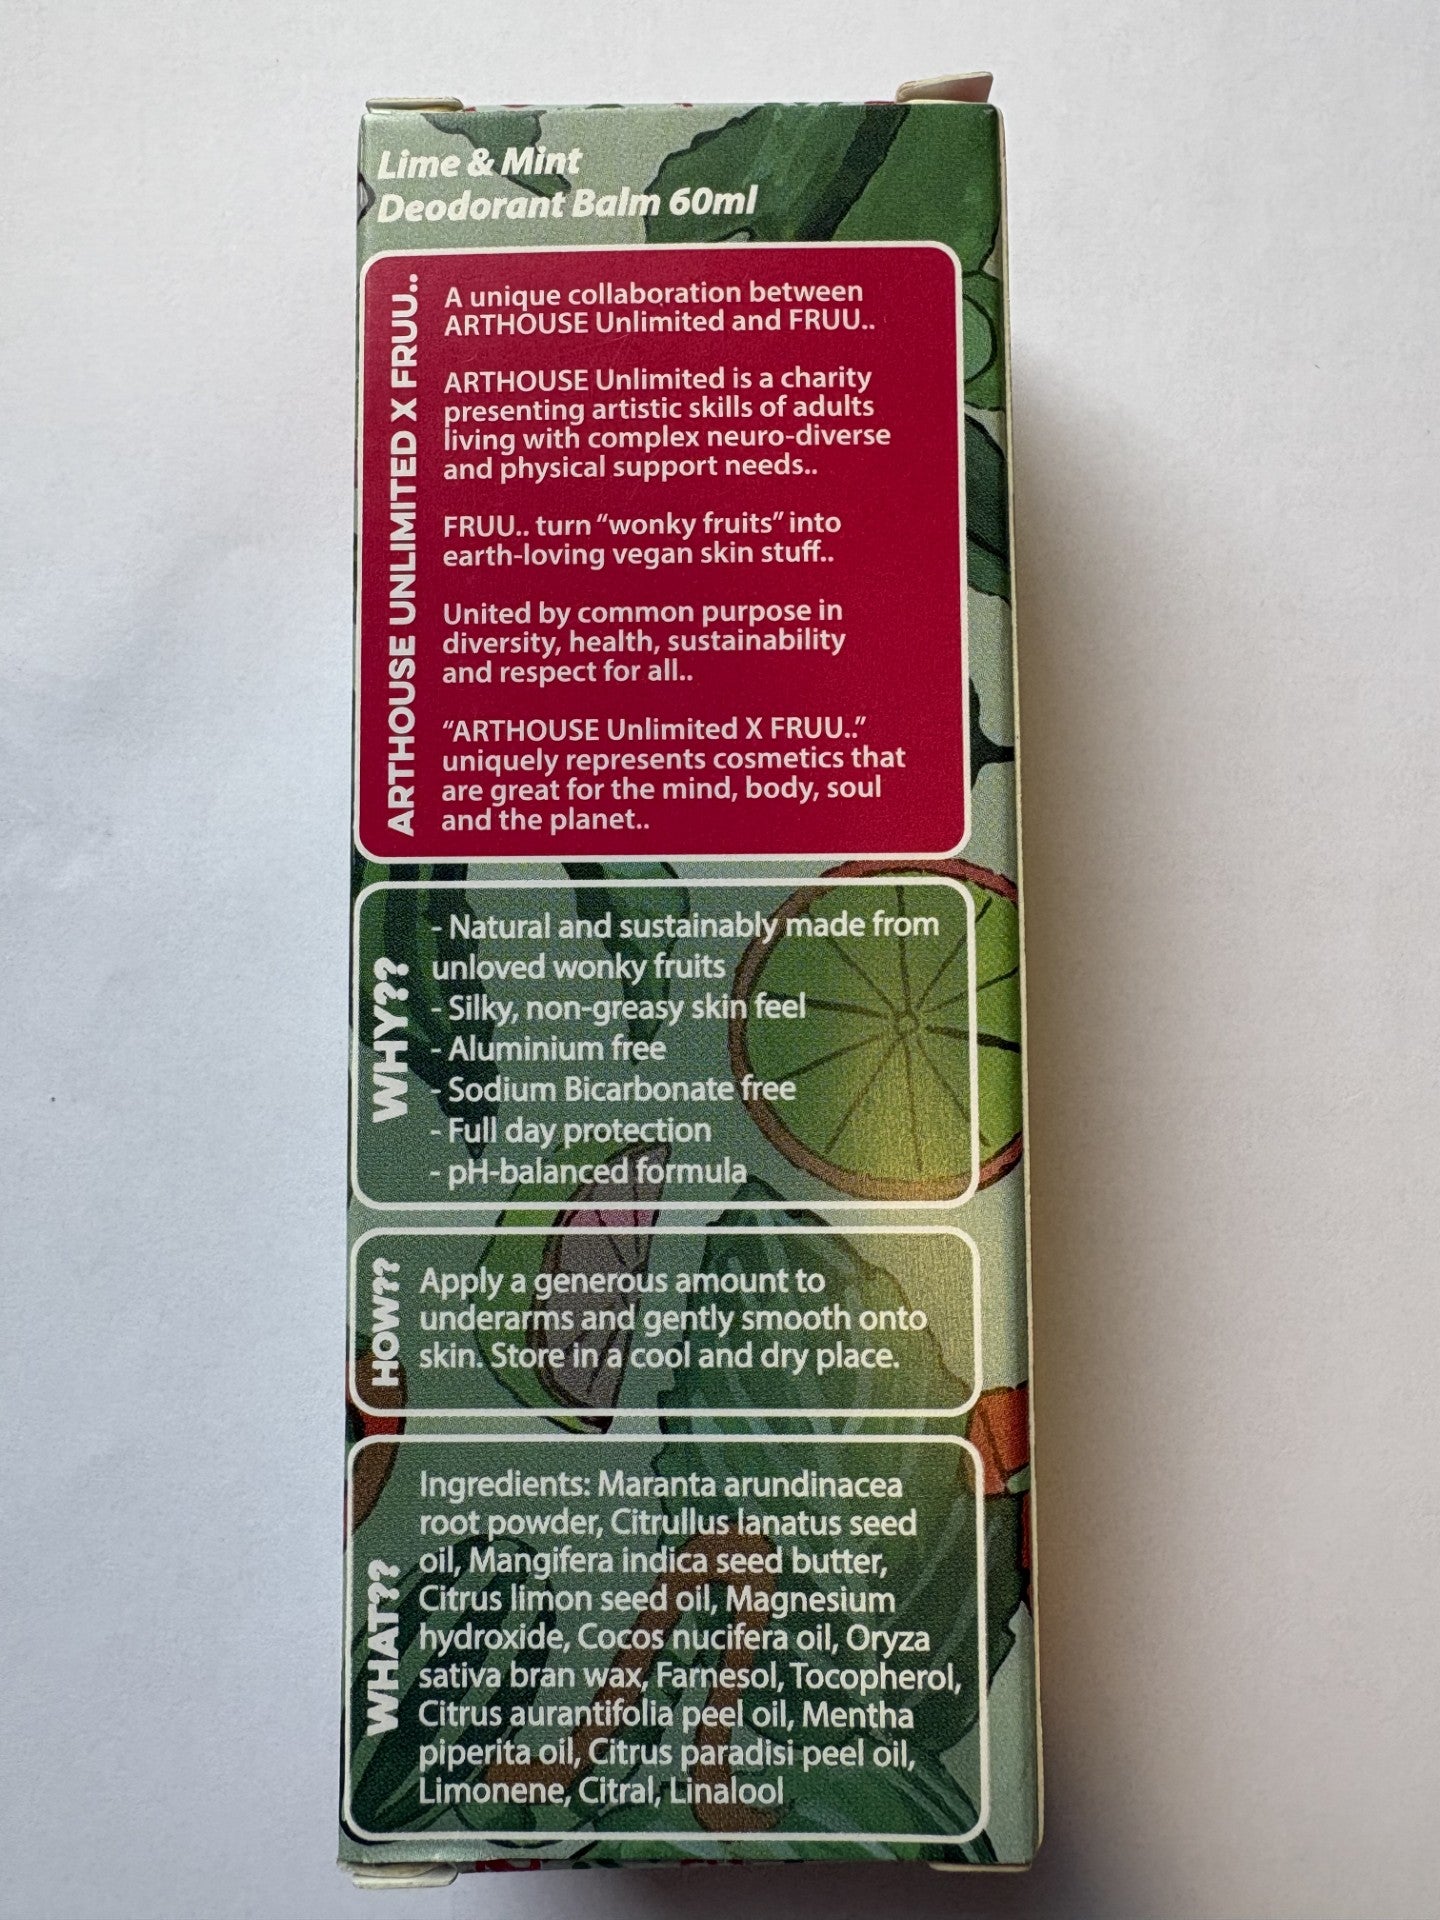 Lime & Mint
Deodorant Balm 60ml
ARTHOUSE UNLIMITED X FRUU..
A unique collaboration between
ARTHOUSE Unlimited and FRUU..
ARTHOUSE Unlimited is a charity
presenting artistic skills of adults
living with complex neuro-diverse
and physical support needs..
FRUU.. turn “wonky fruits” into
earth-loving vegan skin stuff..
United by common purpose in
diversity, health, sustainability
and respect for all..
“ARTHOUSE Unlimited X FRUU..”
uniquely represents cosmetics that
are great for the mind, body, soul
and the planet..
WHY??
- Natural and sustainably made from
unloved wonky fruits
- Silky, non-greasy skin feel
- Aluminium free
- Sodium Bicarbonate free
- Full day protection
- pH-balanced formula
HOW??
Apply a generous amount to
underarms and gently smooth onto
skin. Store in a cool and dry place.
WHAT??
Ingredients: Maranta arundinacea
root powder, Citrullus lanatus seed
oil, Mangifera indica seed butter,
Citrus limon seed oil, Magnesium
hydroxide, Cocos nucifera oil, Oryza
sativa bran wax, Farnesol, Tocopherol,
Citrus aurantifolia peel oil, Mentha
piperita oil, Citrus paradisi peel oil,
Limonene, Citral, Linalool